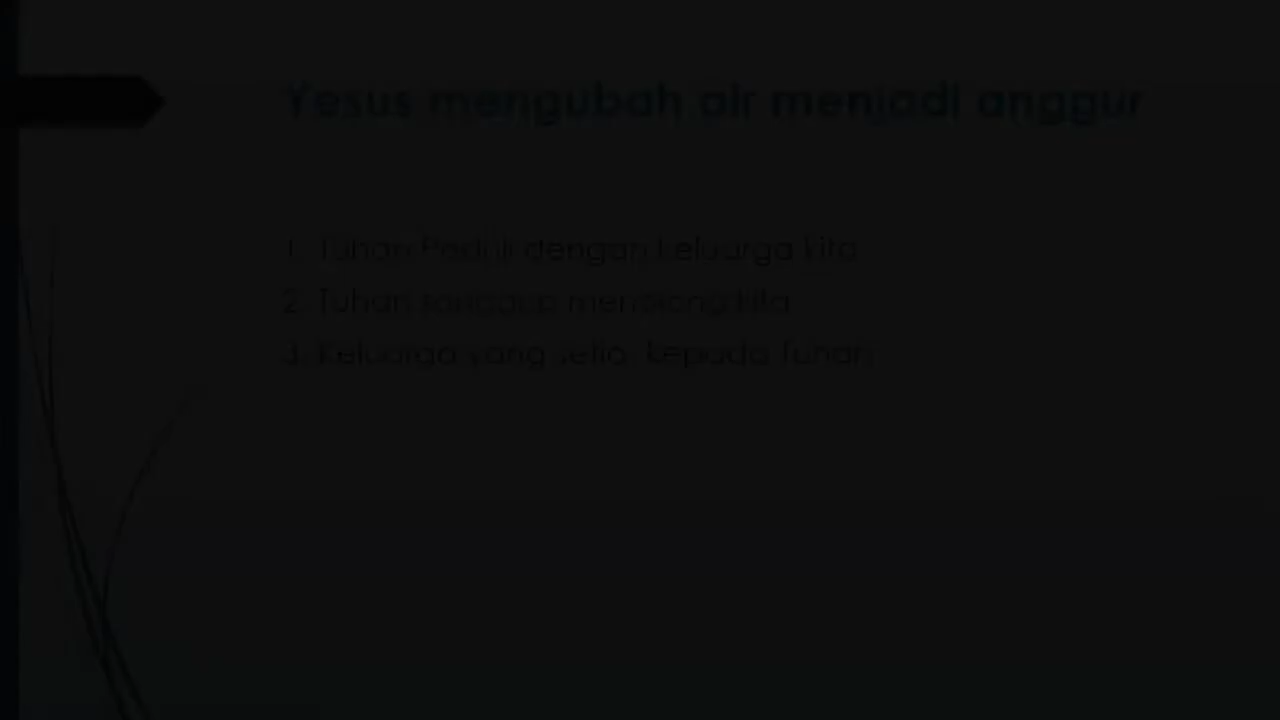 Yesus mengubah air menjadi anggur
1. Tuhan Peduli dengan keluarga kita
2. Tuhan sanggup menolong kita
3. Keluarga yang setia kepada Tuhan